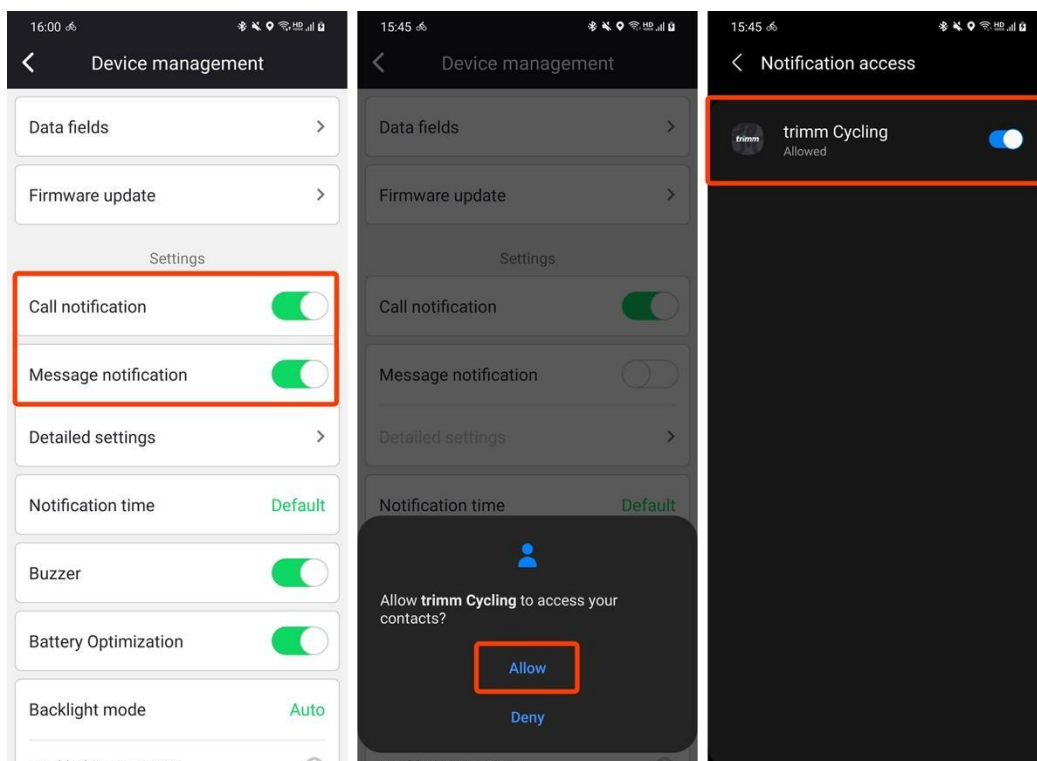 16:00
Device management
Data fields
Firmware update
Settings
Call notification
Message notification
Detailed settings
Notification time Default
Buzzer
Battery Optimization
Backlight mode Auto
15:45
Device management
Data fields
Firmware update
Settings
Call notification
Message notification
Detailed settings
Notification time Default
Allow trimm Cycling to access your
contacts?
Allow
Deny
15:45
Notification access
trimm
trimm Cycling
Allowed